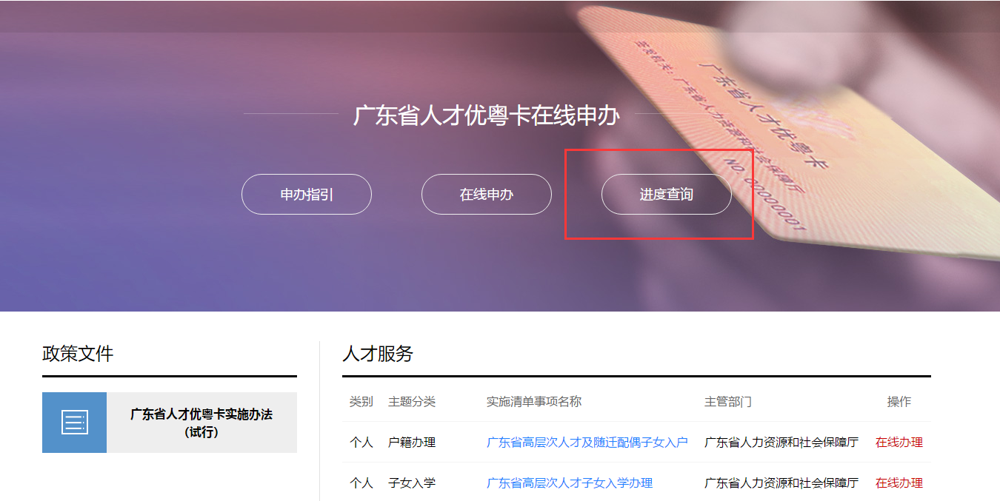 签发机关：广东省人力资源和社会保障厅
广东省人才优粤卡
NO. 00000001
广东省人才优粤卡在线申办
申办指引 在线申办 进度查询
政策文件
广东省人才优粤卡实施办法
(试行)
人才服务
类别 主题分类 实施清单事项名称 主管部门 操作
个人 户籍办理 广东省高层次人才及随迁配偶子女入户 广东省人力资源和社会保障厅 在线办理
个人 子女入学 广东省高层次人才子女入学办理 广东省人力资源和社会保障厅 在线办理